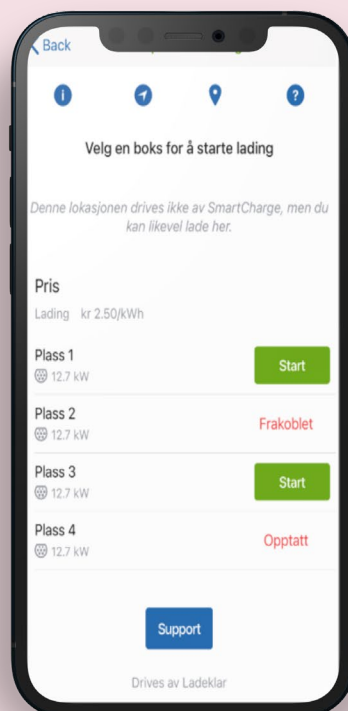 Back
Velg en boks for å starte lading
Denne lokasjonen drives ikke av SmartCharge, men du
kan likevel lade her.
Pris
Lading kr 2.50/kWh
Plass 1
12.7 kW
Start
Plass 2
12.7 kW
Frakoblet
Plass 3
12.7 kW
Start
Plass 4
12.7 kW
Opptatt
Support
Drives av Ladeklar